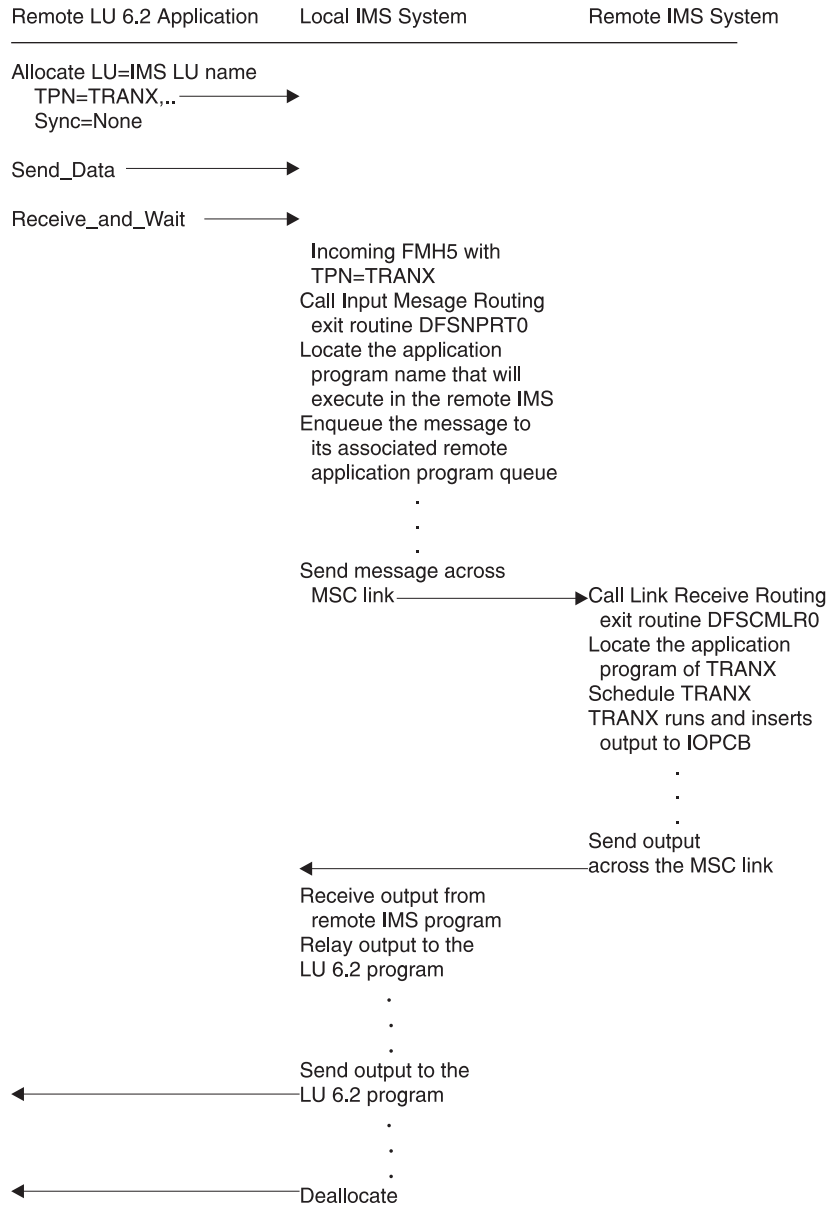 Remote LU 6.2 Application Local IMS System Remote IMS System
Allocate LU=IMS LU name
TPN=TRANX,..
Sync=None
Send_Data
Receive_and_Wait
Incoming FMH5 with
TPN=TRANX
Call Input Mesage Routing
exit routine DFSNPRT0
Locate the application
program name that will
execute in the remote IMS
Enqueue the message to
its associated remote
application program queue
.
.
.
Send message across
MSC link
Call Link Receive Routing
exit routine DFSCMLR0
Locate the application
program of TRANX
Schedule TRANX
TRANX runs and inserts
output to IOPCB
.
.
.
Send output
across the MSC link
Receive output from
remote IMS program
Relay output to the
LU 6.2 program
.
.
.
Send output to the
LU 6.2 program
.
.
.
Deallocate